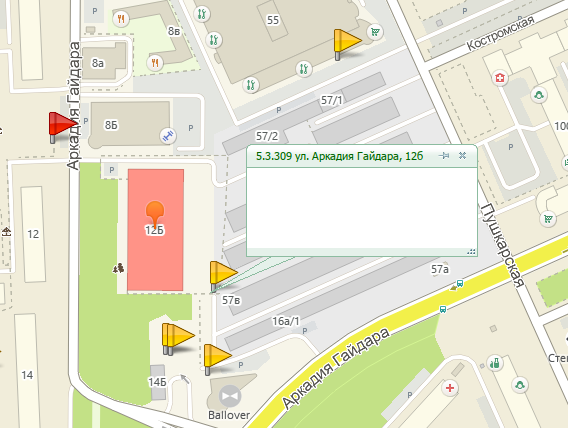 8в
55
Костромская
8а
Аркадия Гайдара
P
57/1
P
8Б
57/2
P
100
5.3.309 ул. Аркадия Гайдара, 12б
P
12Б
12
Пушкарская
57а
57в
16а/1
P
P
P
Аркадия Гайдара
14
14Б
Ballover
Сте